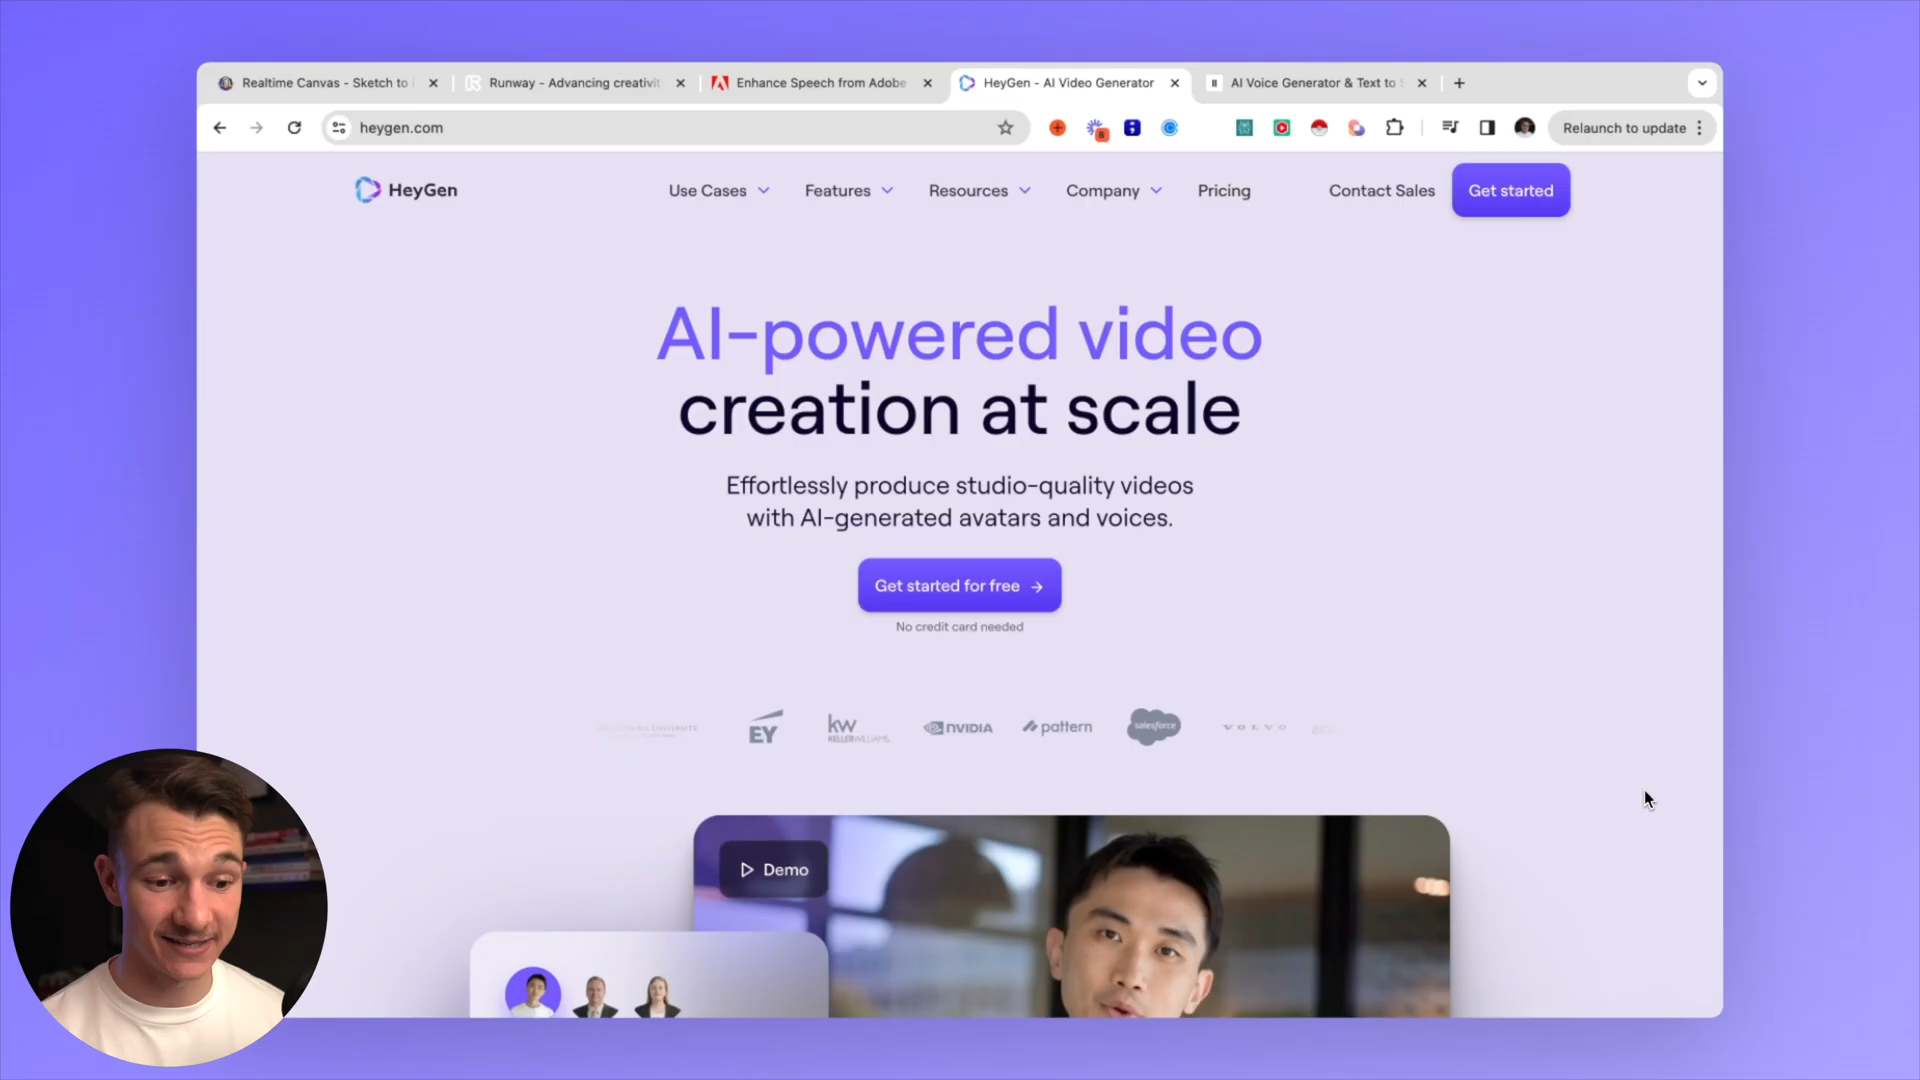 Realtime Canvas - Sketch to
Runway - Advancing creativit
Enhance Speech from Adobe
HeyGen - AI Video Generator
AI Voice Generator & Text to S
heygen.com
8
Relaunch to update
HeyGen
Use Cases
Features
Resources
Company
Pricing
Contact Sales
Get started
AI-powered video
creation at scale
Effortlessly produce studio-quality videos
with AI-generated avatars and voices.
Get started for free →
No credit card needed
UNIVERSITY
EY
kw
KELLERWILLIAMS.
NVIDIA
pattern
salesforce
VOLVO
Demo